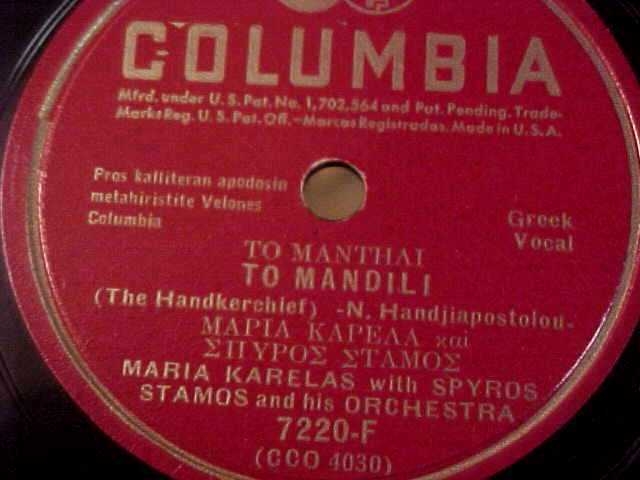 COLUMBIA
Mfrd. under U.S. Pat. No. 1,702,564 and Pat. Pending. Trade-
Marks Reg. U.S. Pat. Off.—Marcas Registradas. Made in U.S.A.
Pros kalliteran apodosin
metahiristite Velones
Columbia
Greek
Vocal
ΤΟ ΜΑΝΤΗΛΙ
TO MANDILI
(The Handkerchief) -N. Handjiapostolou-
ΜΑΡΙΑ ΚΑΡΕΛΑ καὶ
ΣΠΥΡΟΣ ΣΤΑΜΟΣ
MARIA KARELAS with SPYROS
STAMOS and his ORCHESTRA
7220-F
(CCO 4030)